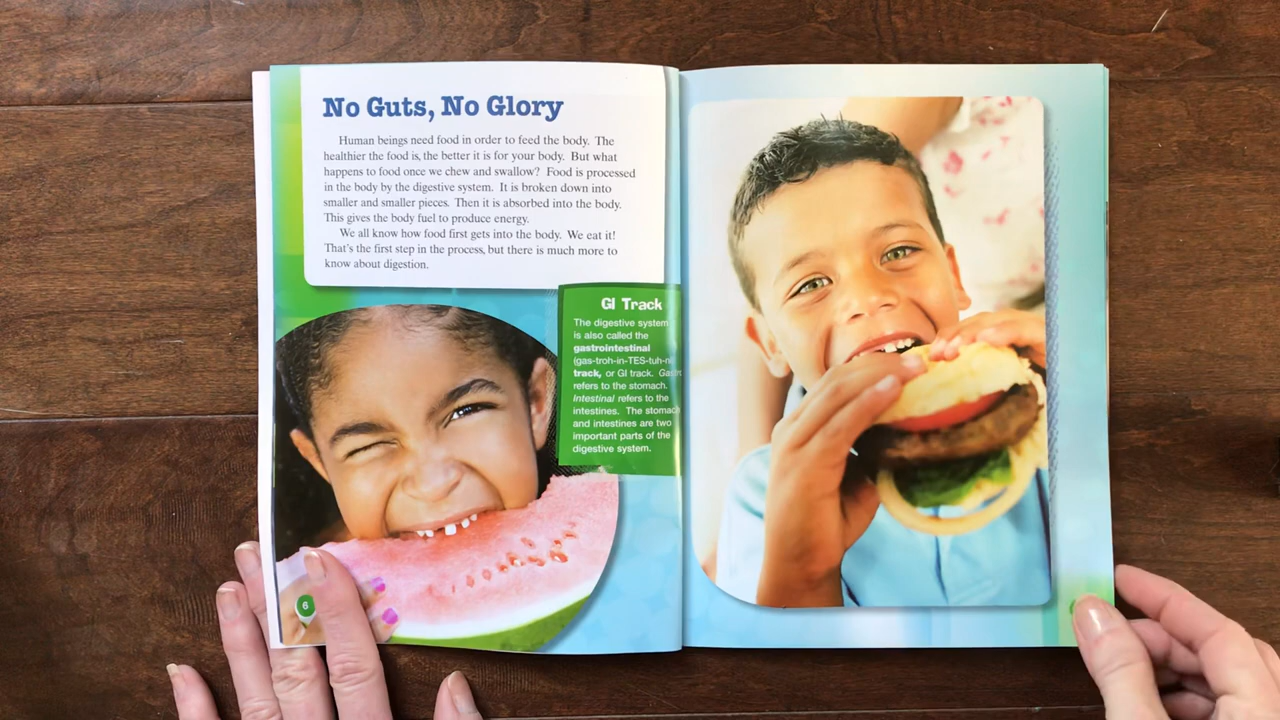 No Guts, No Glory
Human beings need food in order to feed the body. The
healthier the food is, the better it is for your body. But what
happens to food once we chew and swallow? Food is processed
in the body by the digestive system. It is broken down into
smaller and smaller pieces. Then it is absorbed into the body.
This gives the body fuel to produce energy.
We all know how food first gets into the body. We eat it!
That's the first step in the process, but there is much more to
know about digestion.
GI Track
The digestive system
is also called the
gastrointestinal
(gas-troh-in-TES-tuh-n
track, or GI track. Gastro
refers to the stomach.
Intestinal refers to the
intestines. The stomach
and intestines are two
important parts of the
digestive system.
6